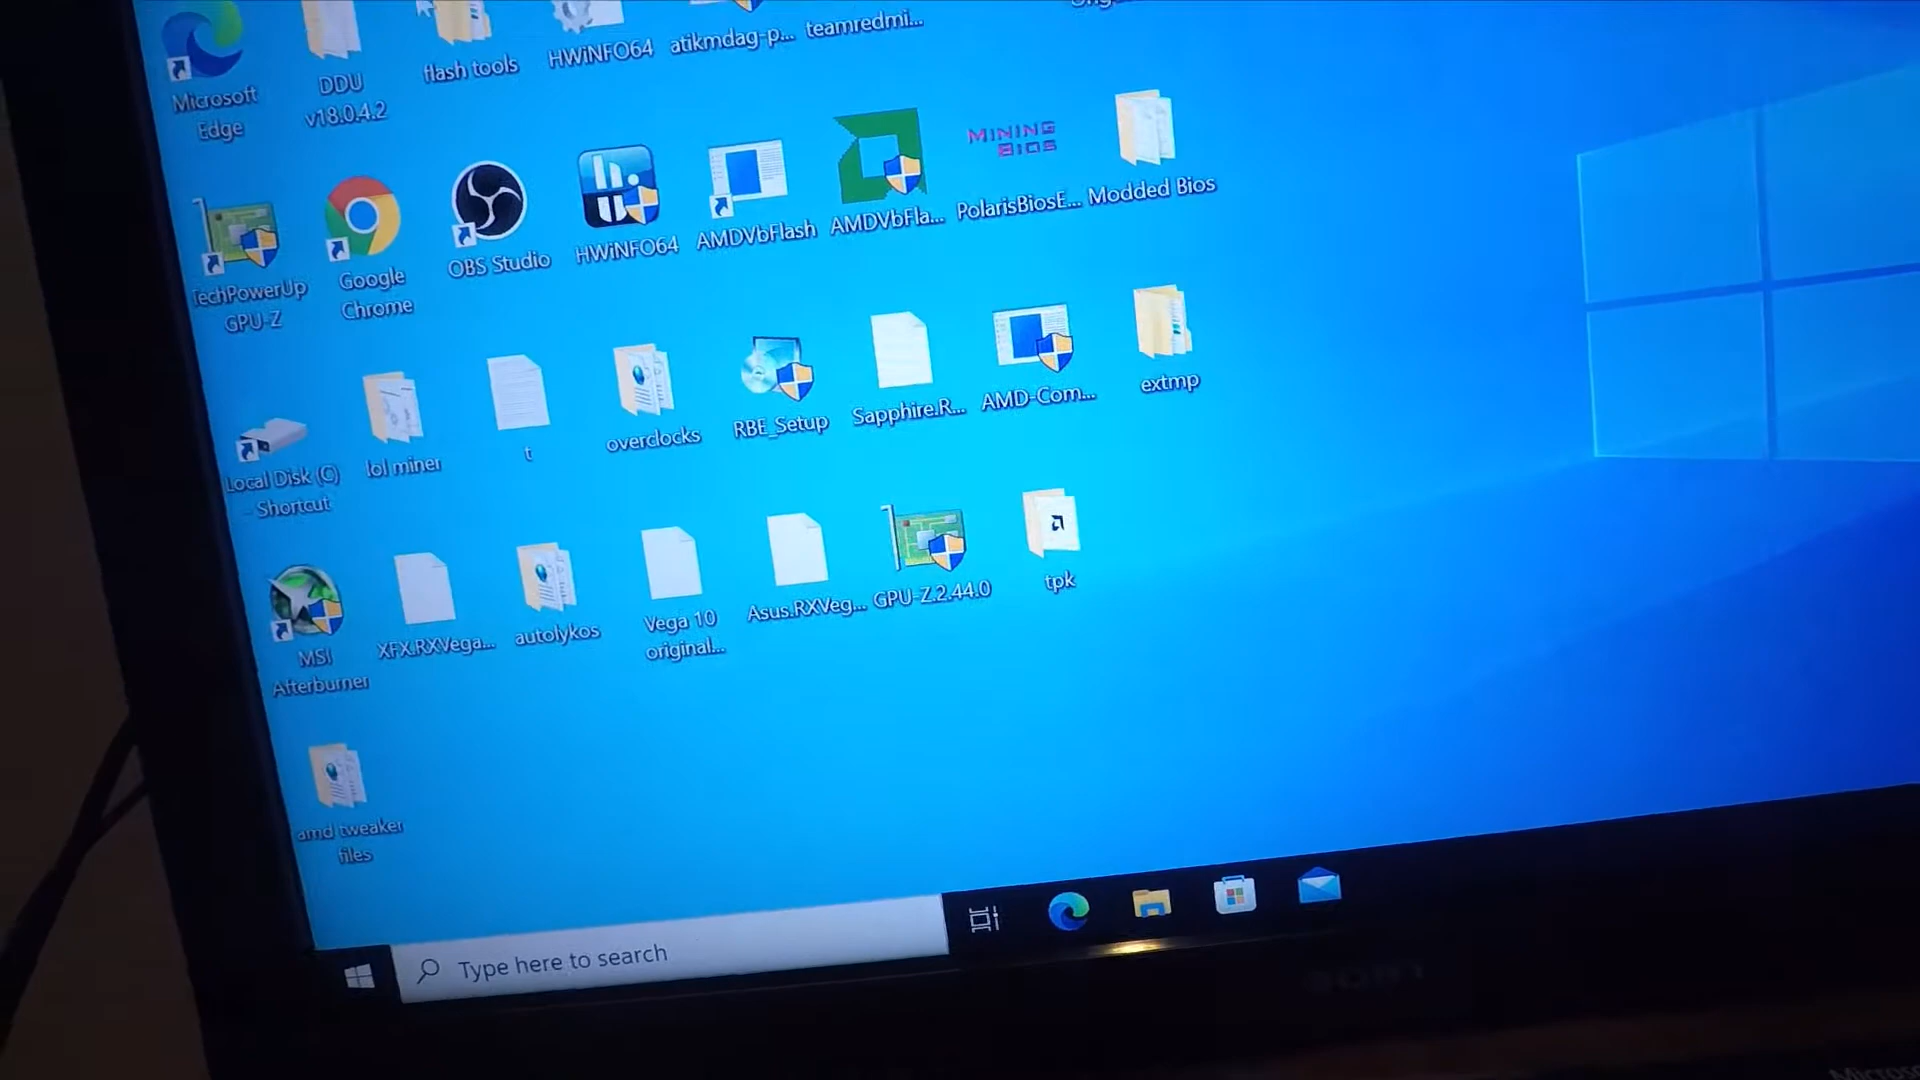 Microsoft
Edge
DDU
v18.0.4.2
flash tools
HWiNFO64
atikmdag-p...
teamredmi...
TechPowerUp
GPU-Z
Google
Chrome
OBS Studio
HWiNFO64
AMDVbFlash
AMDVbFla...
MINING
BIOS
PolarisBiosE...
Modded Bios
Local Disk (C)
- Shortcut
lol miner
t
overclocks
RBE_Setup
Sapphire.R...
AMD-Com...
extmp
MSI
Afterburner
XFX.RXVega...
autolykos
Vega 10
original...
Asus.RXVeg...
GPU-Z.2.44.0
tpk
amd tweaker
files
Type here to search